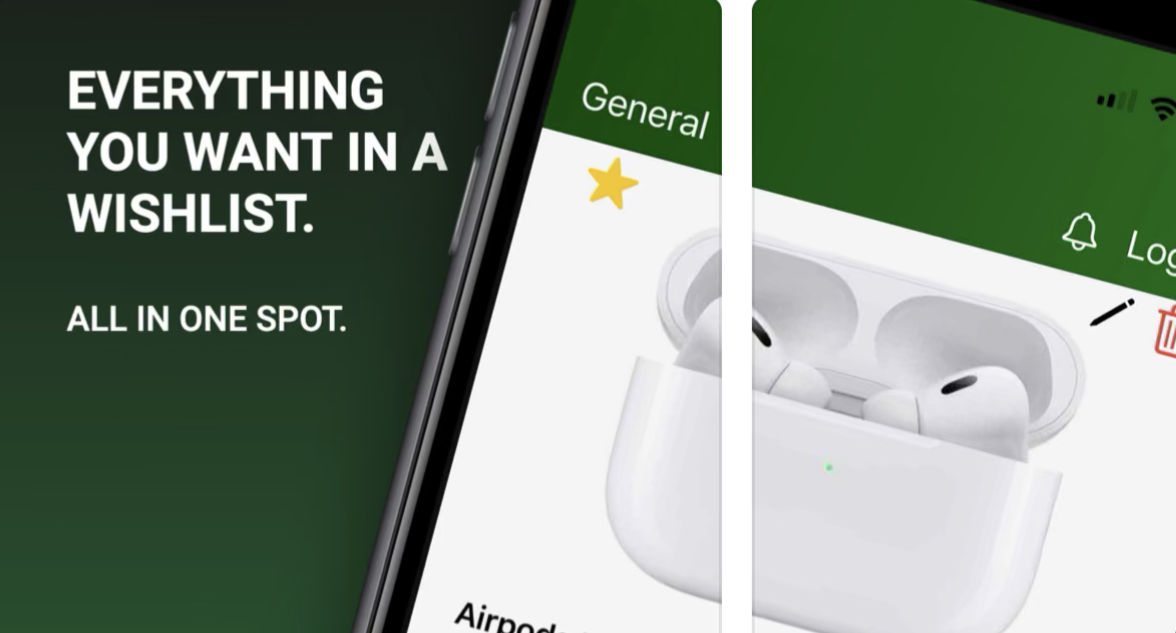 EVERYTHING
YOU WANT IN A
WISHLIST.
ALL IN ONE SPOT.
General